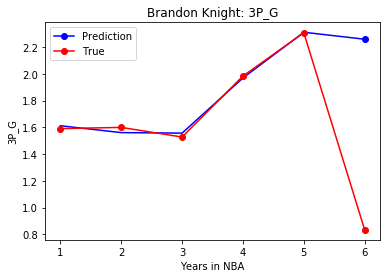 Brandon Knight: 3P_G
Prediction
True
3P_G
2.2
2.0
1.8
1.6
1.4
1.2
1.0
0.8
1 2 3 4 5 6
Years in NBA